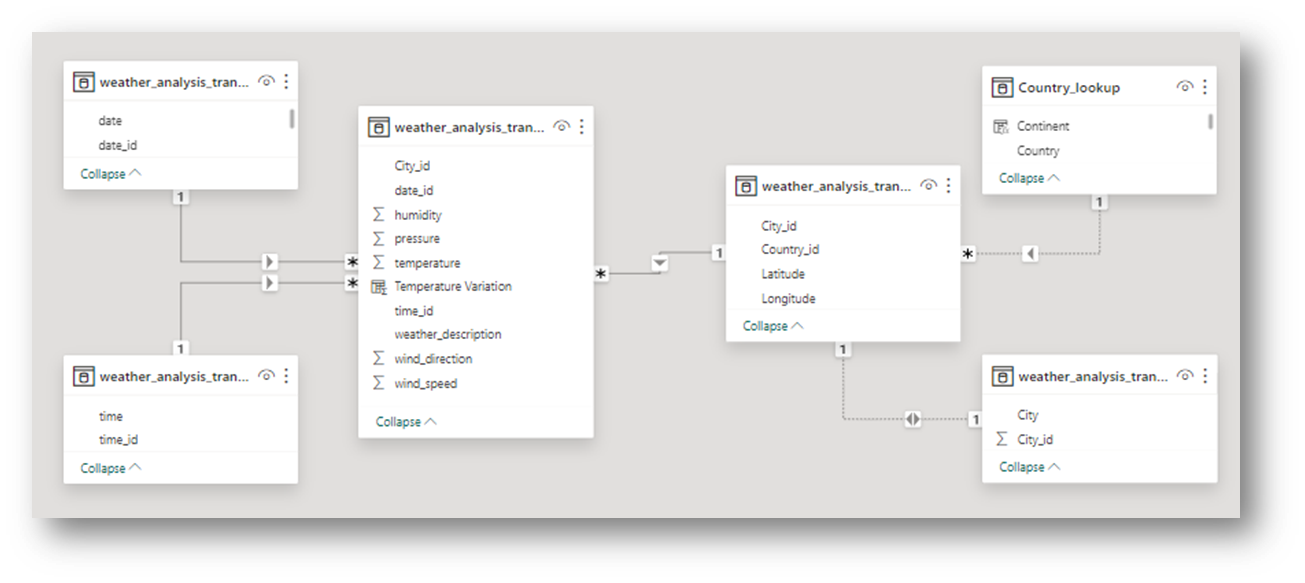 weather_analysis_tran...
date
date_id
Collapse
1
weather_analysis_tran...
City_id
date_id
humidity
pressure
temperature
Temperature Variation
time_id
weather_description
wind_direction
wind_speed
Collapse
*
*
*
weather_analysis_tran...
time
time_id
Collapse
1
weather_analysis_tran...
City_id
Country_id
Latitude
Longitude
Collapse
1
*
1
Country_lookup
Continent
Country
Collapse
1
weather_analysis_tran...
City
City_id
Collapse
1